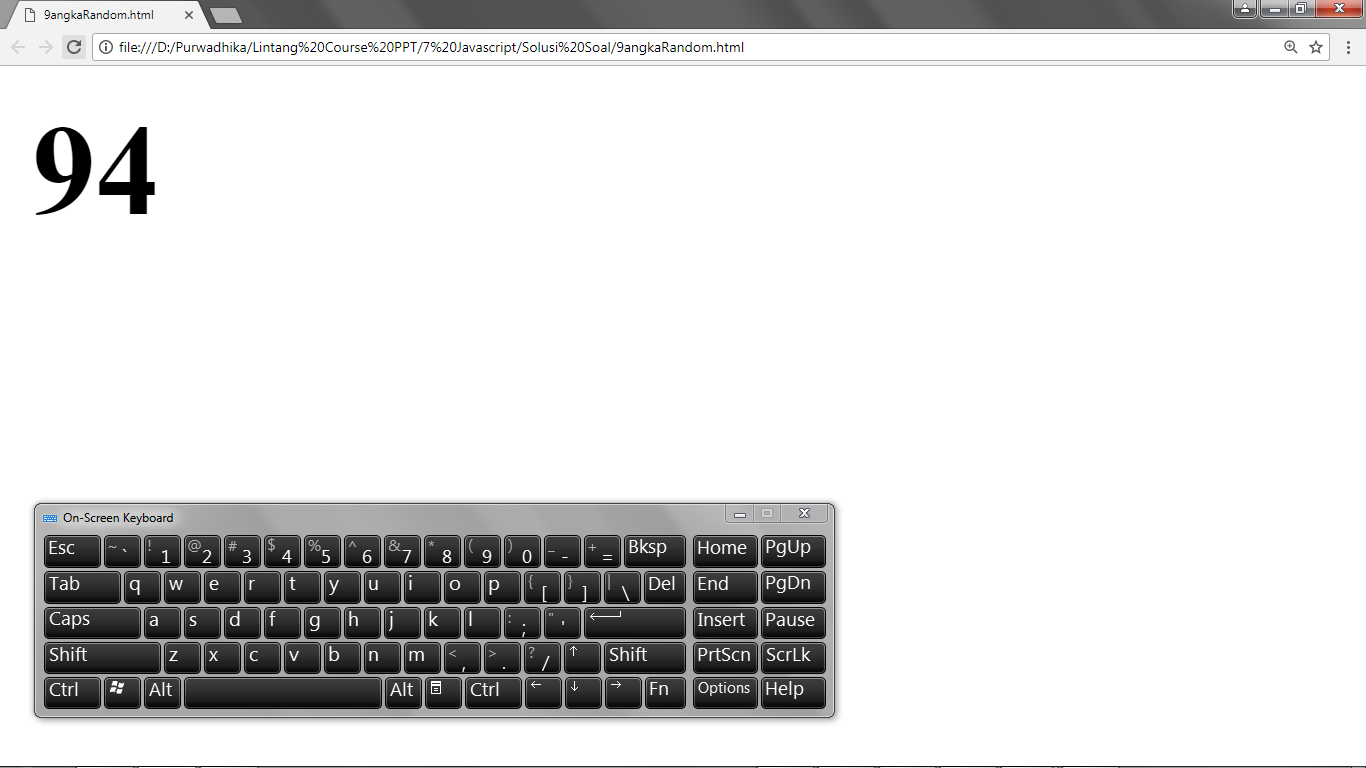 9angkaRandom.html
file:///D:/Purwadhika/Lintang%20Course%20PPT/7%20Javascript/Solusi%20Soal/9angkaRandom.html
94
On-Screen Keyboard
Esc ~ ` ! 1 @ 2 # 3 $ 4 % 5 ^ 6 & 7 * 8 ( 9 ) 0 _ - + = Bksp Home PgUp
Tab q w e r t y u i o p { [ } ] | \ Del End PgDn
Caps a s d f g h j k l : ; " ' Insert Pause
Shift z x c v b n m < , > . ? / ↑ Shift PrtScn ScrLk
Ctrl Alt Alt Ctrl ← ↓ → Fn Options Help